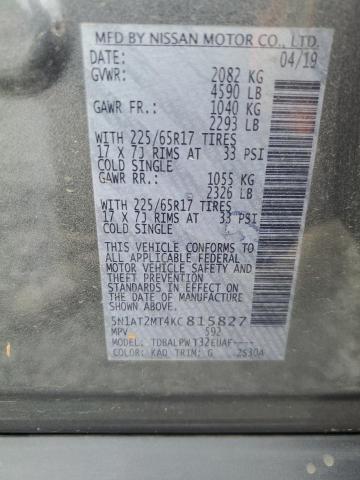 MFD BY NISSAN MOTOR CO., LTD.
DATE: 04/19
GVWR: 2082 KG
4590 LB
GAWR FR.: 1040 KG
2293 LB
WITH 225/65R17 TIRES
17 X 7J RIMS AT 33 PSI
COLD SINGLE
GAWR RR.: 1055 KG
2326 LB
WITH 225/65R17 TIRES
17 X 7J RIMS AT 33 PSI
COLD SINGLE
THIS VEHICLE CONFORMS TO
ALL APPLICABLE FEDERAL
MOTOR VEHICLE SAFETY AND
THEFT PREVENTION
STANDARDS IN EFFECT ON
THE DATE OF MANUFACTURE
SHOWN ABOVE.
5N1AT2MT4KC815827
MPV 592
MODEL: TDBALPWT32EUAF----
COLOR: KAD TRIM: G 25304